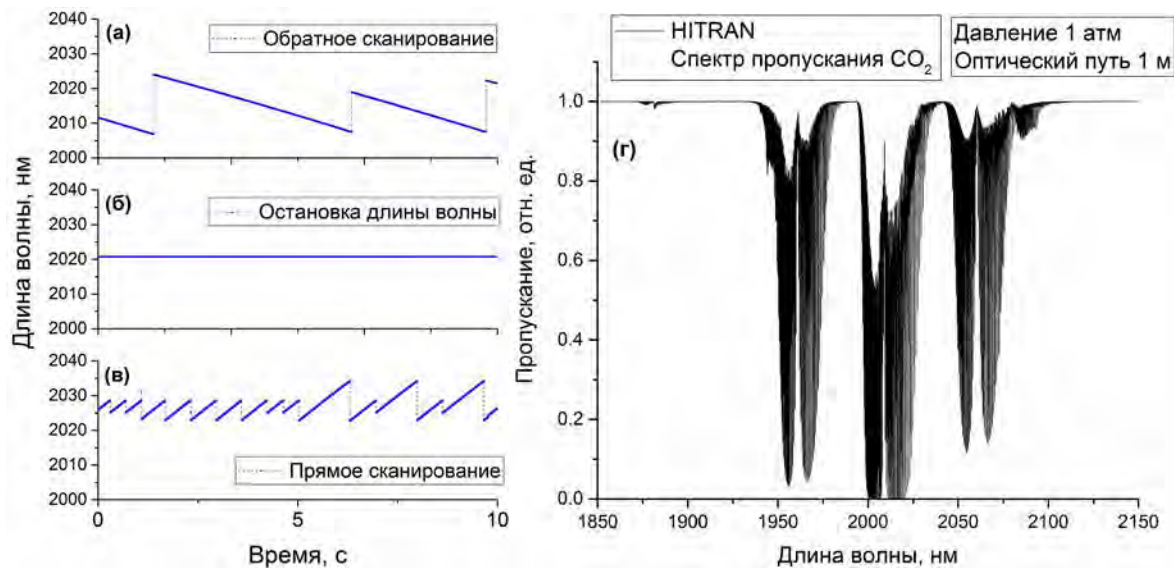 Длина волны, нм
2040
2030
2020
2010
2000
(а)
Обратное сканирование
2040
2030
2020
2010
2000
(б)
Остановка длины волны
2040
2030
2020
2010
2000
(в)
Прямое сканирование
0
5
10
Время, с
HITRAN
Спектр пропускания CO₂
Давление 1 атм
Оптический путь 1 м
(г)
Пропускание, отн. ед.
1.0
0.8
0.6
0.4
0.2
0.0
1850
1900
1950
2000
2050
2100
2150
Длина волны, нм